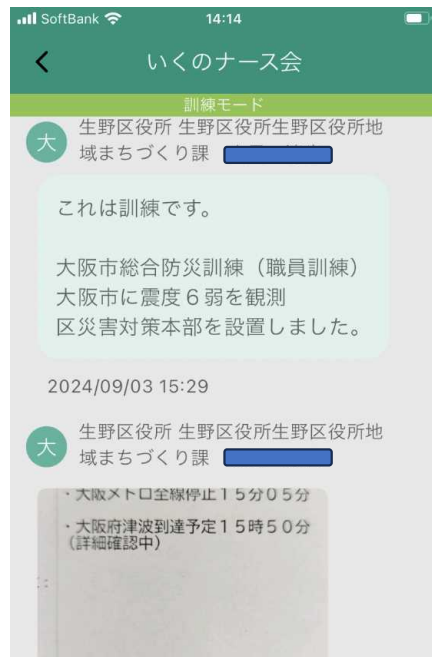 SoftBank
14:14
いくのナース会
訓練モード
大
生野区役所 生野区役所生野区役所地
域まちづくり課
これは訓練です。
大阪市総合防災訓練（職員訓練）
大阪市に震度６弱を観測
区災害対策本部を設置しました。
2024/09/03 15:29
大
生野区役所 生野区役所生野区役所地
域まちづくり課
・大阪メトロ全線停止１５分０５分
・大阪府津波到達予定１５時５０分
（詳細確認中）